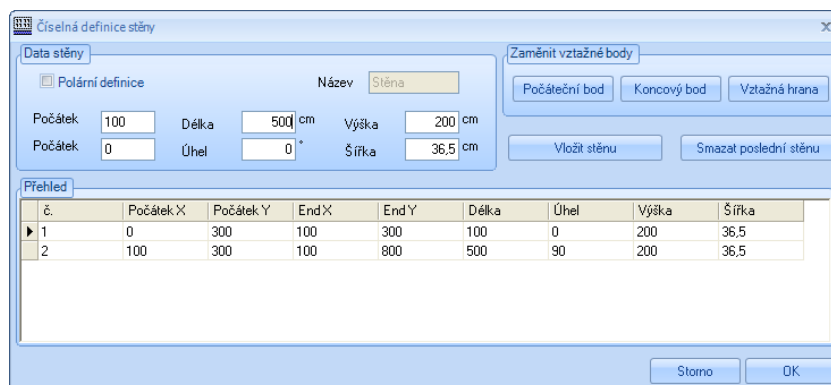 Číselná definice stěny
x
Data stěny
Polární definice
Název
Stěna
Počátek
100
Délka
500 cm
Výška
200 cm
Počátek
0
Úhel
0 °
Šířka
36,5 cm
Zaměnit vztažné body
Počáteční bod
Koncový bod
Vztažná hrana
Vložit stěnu
Smazat poslední stěnu
Přehled
č. Počátek X Počátek Y End X End Y Délka Úhel Výška Šířka
1 0 300 100 300 100 0 200 36,5
2 100 300 100 800 500 90 200 36,5
Storno
OK